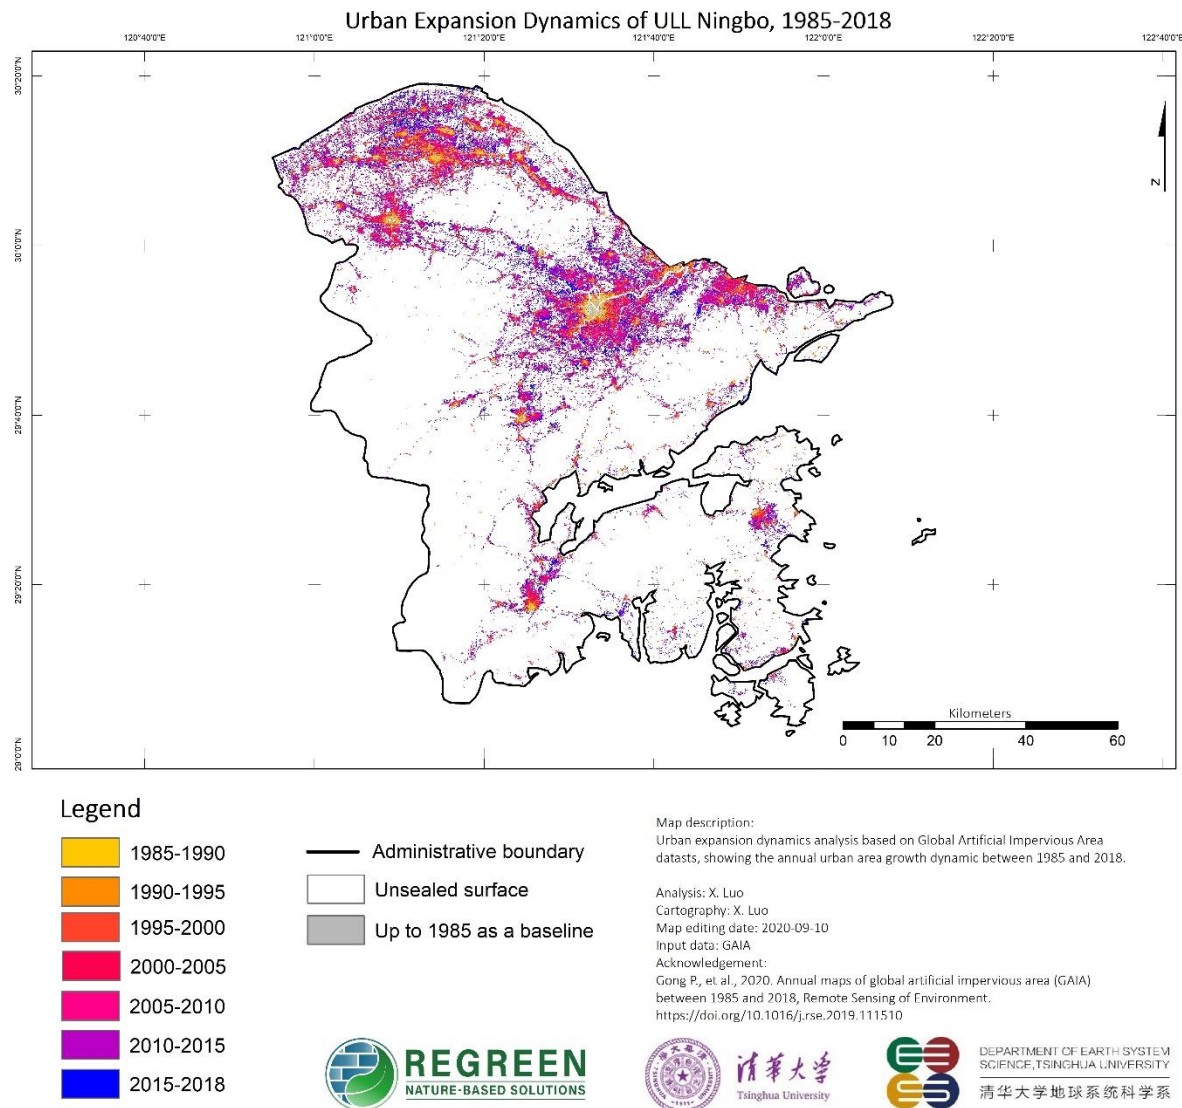 Urban Expansion Dynamics of ULL Ningbo, 1985-2018
120°40'0"E 121°0'0"E 121°20'0"E 121°40'0"E 122°0'0"E 122°20'0"E 122°40'0"E
30°20'0"N
30°0'0"N
29°40'0"N
29°20'0"N
29°0'0"N
N
Kilometers
0 10 20 40 60
Legend
1985-1990
1990-1995
1995-2000
2000-2005
2005-2010
2010-2015
2015-2018
Administrative boundary
Unsealed surface
Up to 1985 as a baseline
Map description:
Urban expansion dynamics analysis based on Global Artificial Impervious Area
datasts, showing the annual urban area growth dynamic between 1985 and 2018.
Analysis: X. Luo
Cartography: X. Luo
Map editing date: 2020-09-10
Input data: GAIA
Acknowledgement:
Gong P., et al., 2020. Annual maps of global artificial impervious area (GAIA)
between 1985 and 2018, Remote Sensing of Environment.
https://doi.org/10.1016/j.rse.2019.111510
REGREEN
NATURE-BASED SOLUTIONS
清华大学
Tsinghua University
DEPARTMENT OF EARTH SYSTEM
SCIENCE,TSINGHUA UNIVERSITY
清华大学地球系统科学系